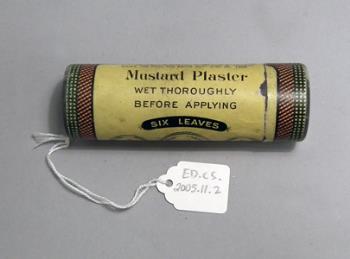 Mustard Plaster
WET THOROUGHLY
BEFORE APPLYING
SIX LEAVES
ED.CS.
2005.11.2